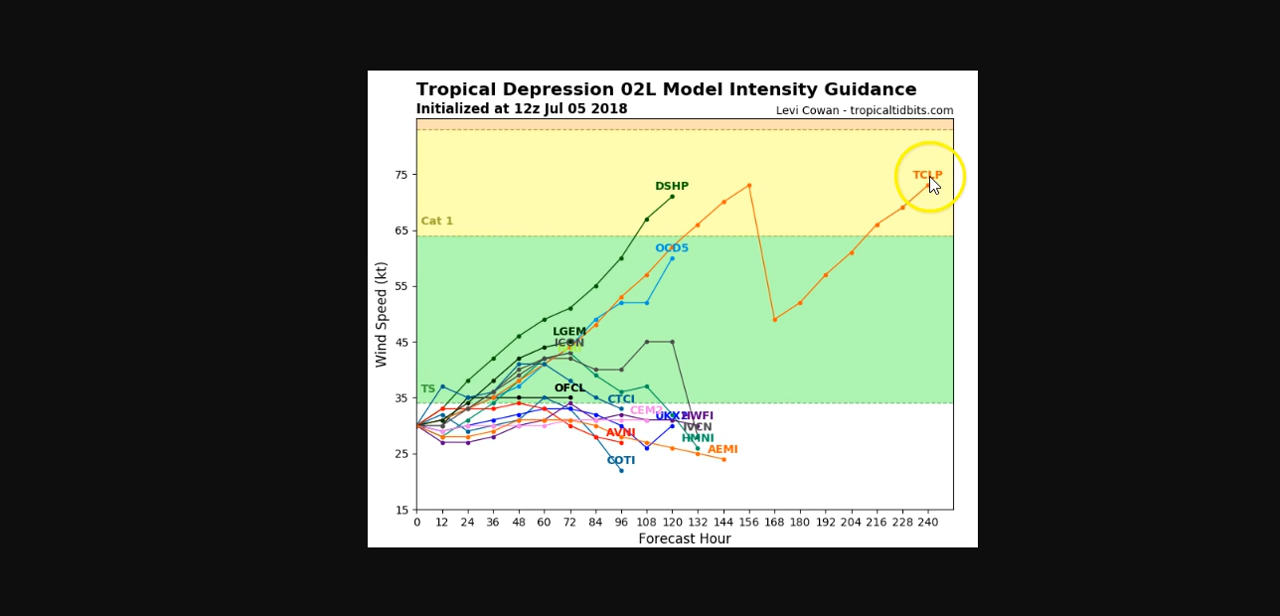 Tropical Depression 02L Model Intensity Guidance
Initialized at 12z Jul 05 2018
Levi Cowan - tropicaltidbits.com
Wind Speed (kt)
75
65
55
45
35
25
15
Cat 1
TS
TCLP
DSHP
OCD5
LGEM
ICON
OFCL
CTCI
CEM2
UKX2
HWFI
IVCN
HMNI
AVNI
AEMI
COTI
0 12 24 36 48 60 72 84 96 108 120 132 144 156 168 180 192 204 216 228 240
Forecast Hour